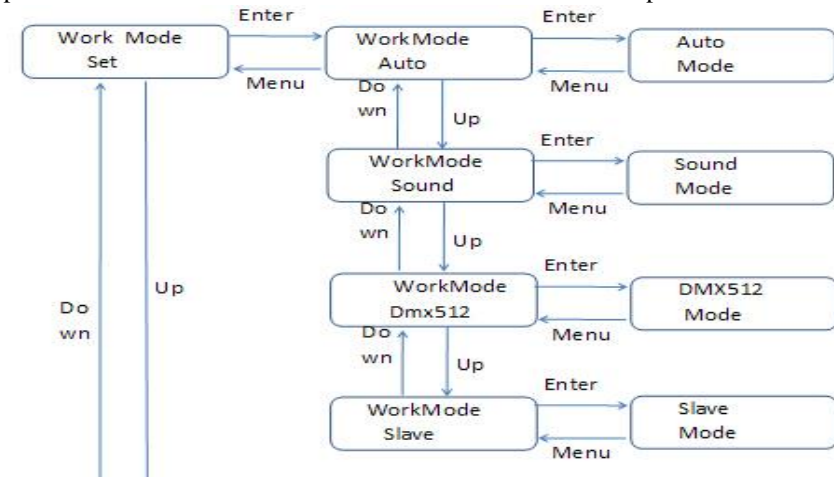 Enter
Enter
Work Mode
Set
WorkMode
Auto
Auto
Mode
Menu
Menu
Do
wn
Up
Enter
WorkMode
Sound
Sound
Mode
Menu
Do
wn
Up
Enter
WorkMode
Dmx512
DMX512
Mode
Menu
Do
wn
Up
Do
wn
Up
Enter
WorkMode
Slave
Slave
Mode
Menu